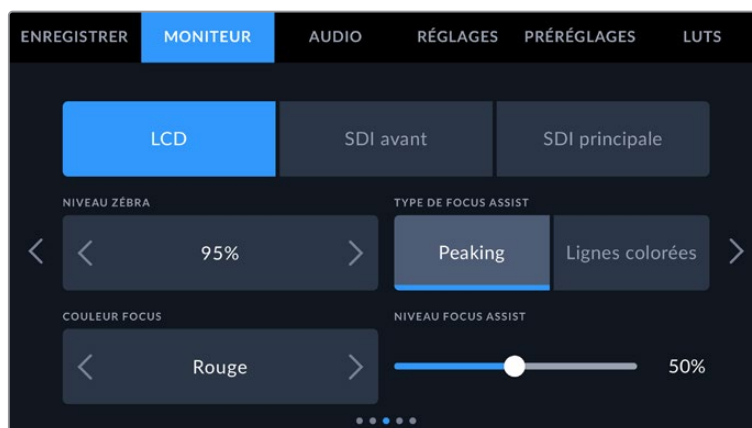 ENREGISTRER MONITEUR AUDIO RÉGLAGES PRÉRÉGLAGES LUTS
LCD SDI avant SDI principale
NIVEAU ZÉBRA TYPE DE FOCUS ASSIST
95% Peaking Lignes colorées
COULEUR FOCUS NIVEAU FOCUS ASSIST
Rouge 50%